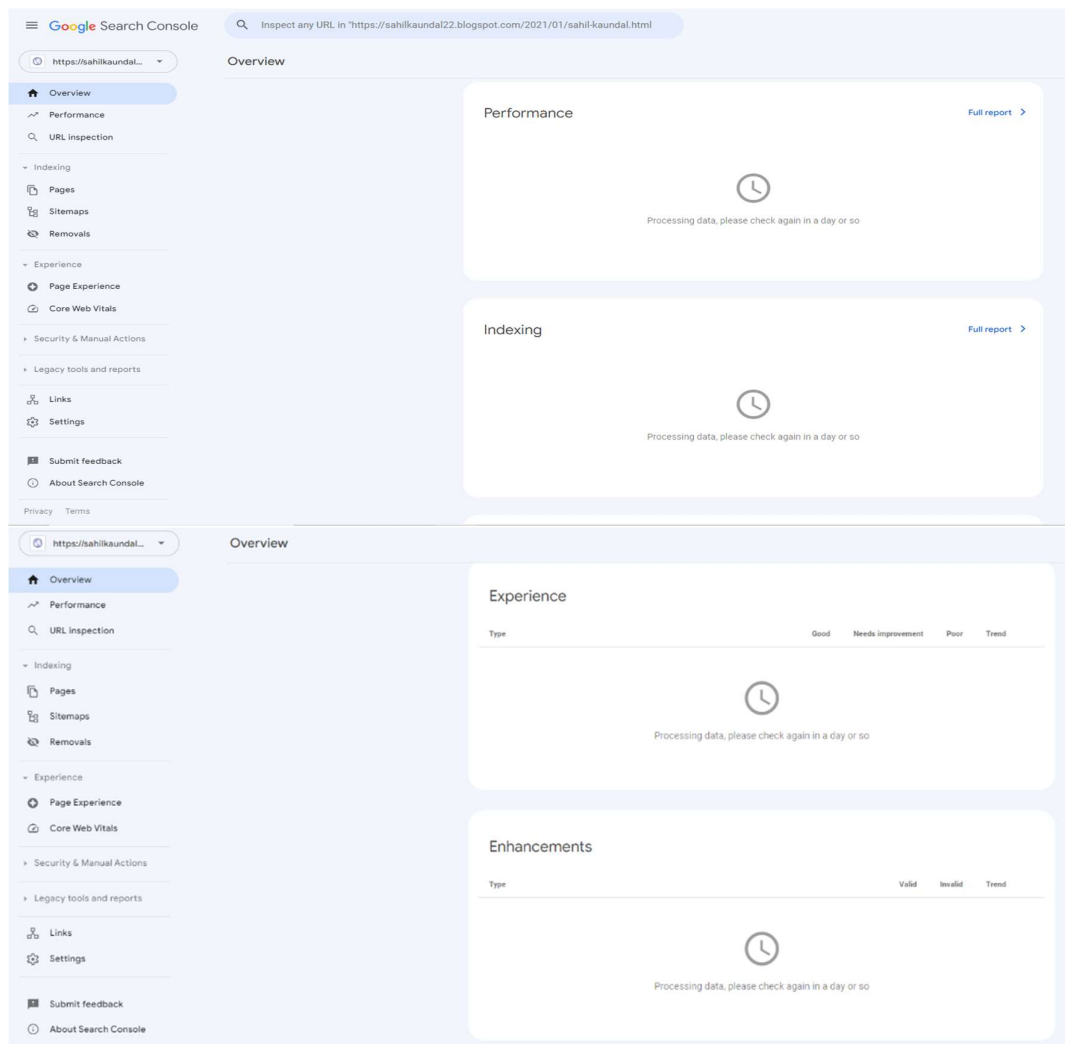 Google Search Console
Inspect any URL in "https://sahilkaundal22.blogspot.com/2021/01/sahil-kaundal.html
https://sahilkaundal...
Overview
Overview
Performance
URL inspection
Indexing
Pages
Sitemaps
Removals
Experience
Page Experience
Core Web Vitals
Security & Manual Actions
Legacy tools and reports
Links
Settings
Submit feedback
About Search Console
Privacy Terms
Performance
Full report
Processing data, please check again in a day or so
Indexing
Full report
Processing data, please check again in a day or so
https://sahilkaundal...
Overview
Overview
Performance
URL inspection
Indexing
Pages
Sitemaps
Removals
Experience
Page Experience
Core Web Vitals
Security & Manual Actions
Legacy tools and reports
Links
Settings
Submit feedback
About Search Console
Experience
Type Good Needs improvement Poor Trend
Processing data, please check again in a day or so
Enhancements
Type Valid Invalid Trend
Processing data, please check again in a day or so